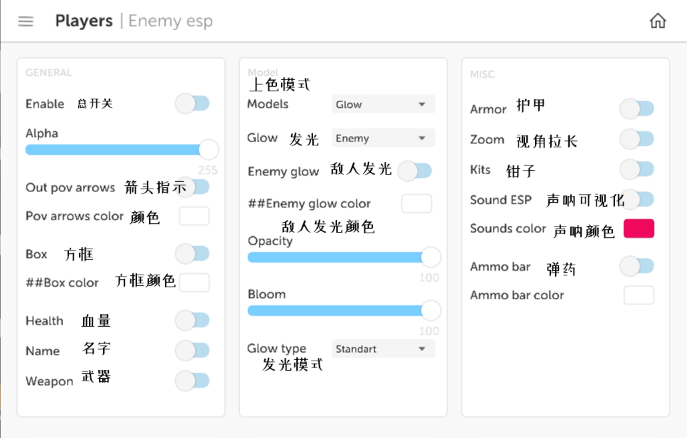 Players | Enemy esp
GENERAL
Enable 总开关
Alpha
255
Out pov arrows 箭头指示
Pov arrows color 颜色
Box 方框
##Box color 方框颜色
Health 血量
Name 名字
Weapon 武器
Model
上色模式
Models Glow
Glow 发光 Enemy
Enemy glow 敌人发光
##Enemy glow color
敌人发光颜色
Opacity
100
Bloom
100
Glow type Standart
发光模式
MISC
Armor 护甲
Zoom 视角拉长
Kits 钳子
Sound ESP 声呐可视化
Sounds color 声呐颜色
Ammo bar 弹药
Ammo bar color